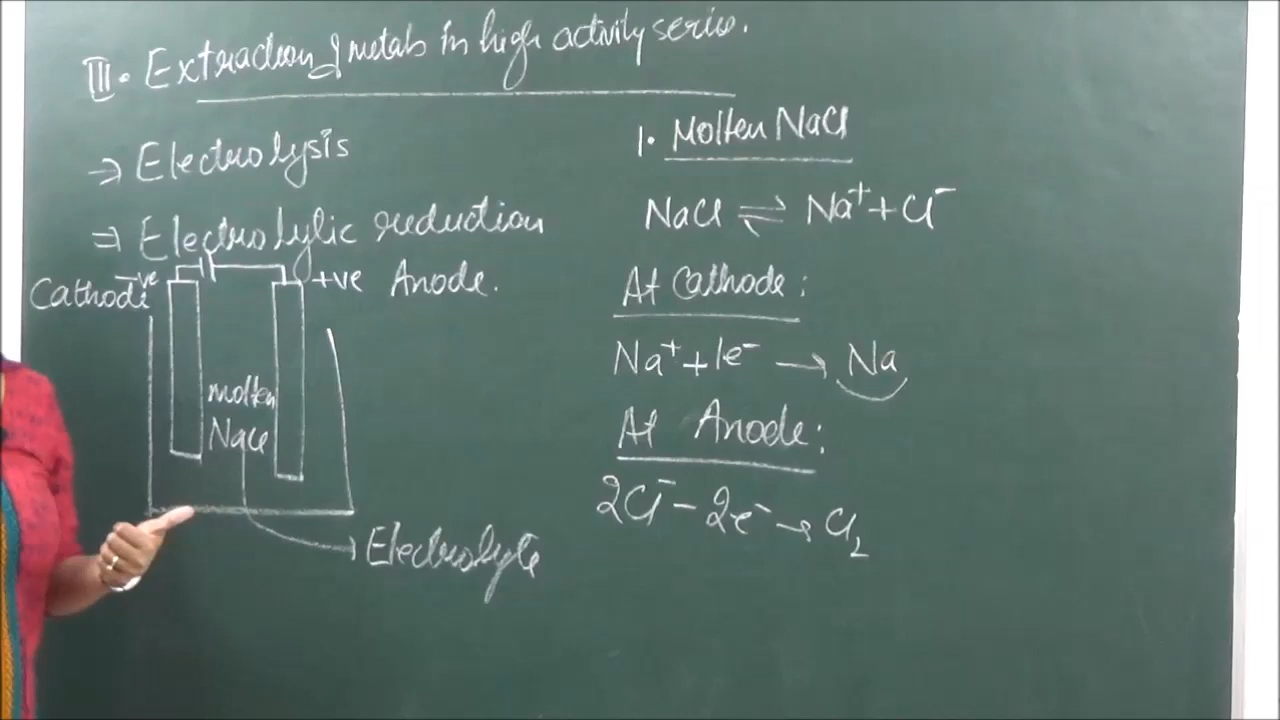 III. Extraction of metals in high activity series.
→ Electrolysis
⇒ Electrolytic reduction
Cathode -ve
+ve Anode.
molten
NaCl
Electrolyte
1. Molten NaCl
NaCl ⇌ Na⁺ + Cl⁻
At Cathode:
Na⁺ + 1e⁻ → Na
At Anode:
2Cl⁻ - 2e⁻ → Cl₂